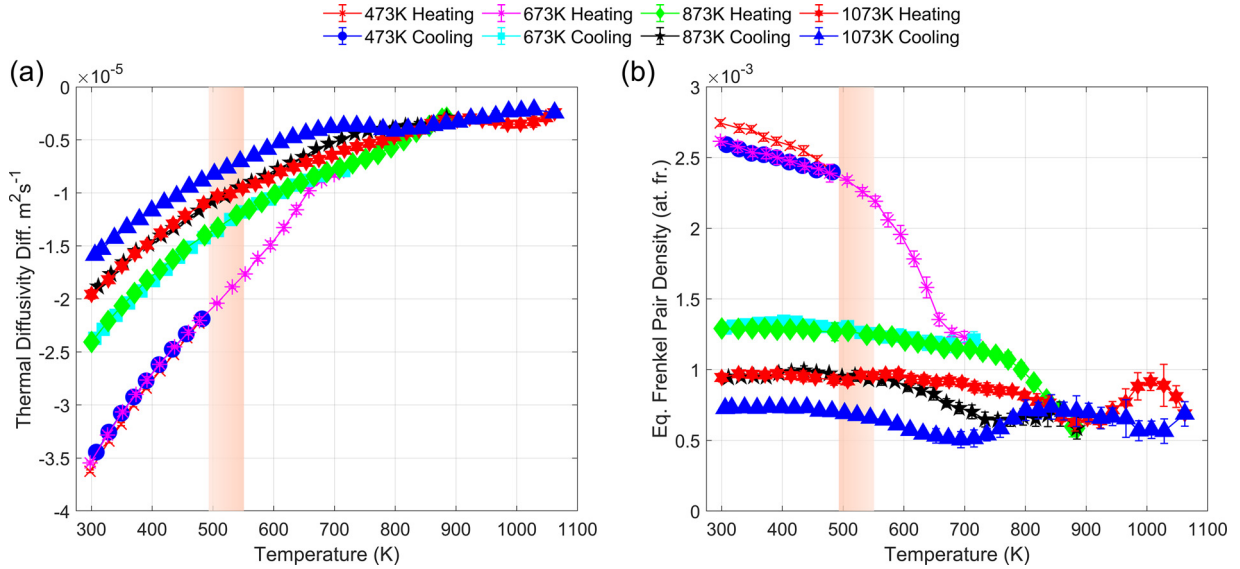 473K Heating 673K Heating 873K Heating 1073K Heating
473K Cooling 673K Cooling 873K Cooling 1073K Cooling
(a)
×10⁻⁵
Thermal Diffusivity Diff. m²s⁻¹
0
-0.5
-1
-1.5
-2
-2.5
-3
-3.5
-4
300 400 500 600 700 800 900 1000 1100
Temperature (K)
(b)
×10⁻³
Eq. Frenkel Pair Density (at. fr.)
3
2.5
2
1.5
1
0.5
0
300 400 500 600 700 800 900 1000 1100
Temperature (K)